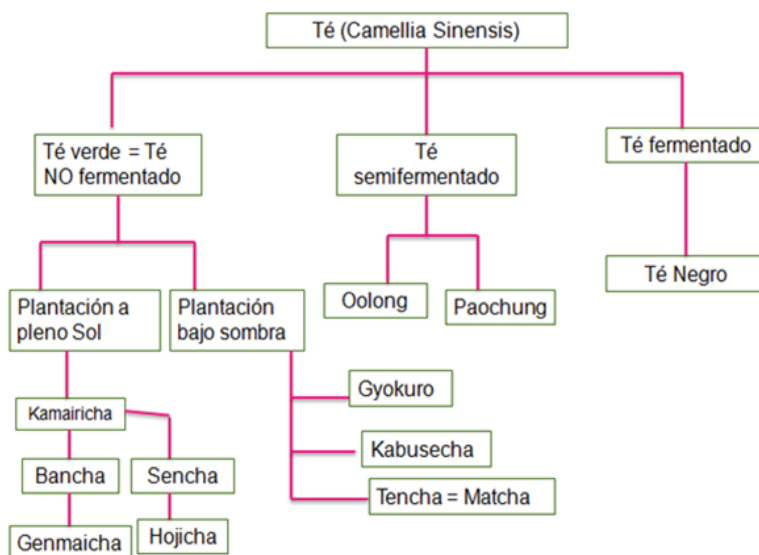 Té (Camellia Sinensis)
Té verde = Té
NO fermentado
Té
semifermentado
Té fermentado
Plantación a
pleno Sol
Plantación
bajo sombra
Oolong
Paochung
Té Negro
Kamairicha
Gyokuro
Bancha
Sencha
Kabusecha
Genmaicha
Hojicha
Tencha = Matcha